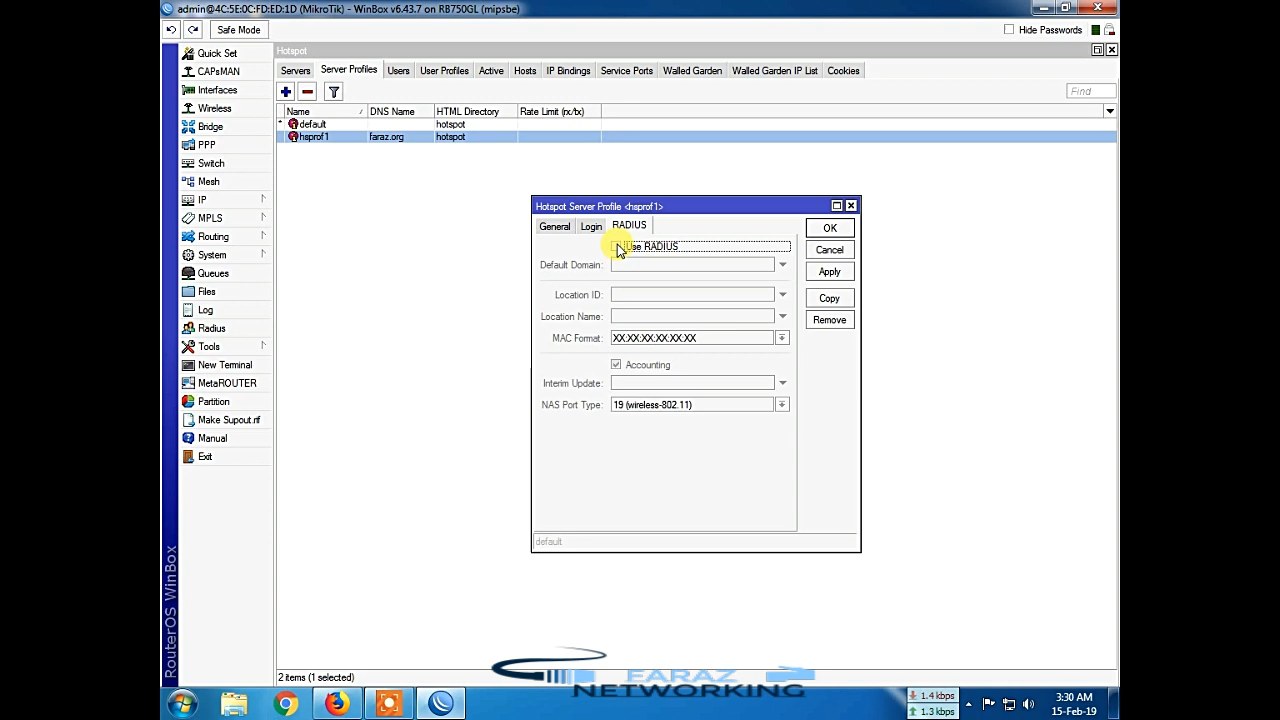 admin@4C:5E:0C:FD:ED:1D (MikroTik) - WinBox v6.43.7 on RB750GL (mipsbe)
Safe Mode
Hide Passwords
Quick Set
CAPsMAN
Interfaces
Wireless
Bridge
PPP
Switch
Mesh
IP
MPLS
Routing
System
Queues
Files
Log
Radius
Tools
New Terminal
MetaROUTER
Partition
Make Supout.rif
Manual
Exit
RouterOS WinBox
Hotspot
Servers Server Profiles Users User Profiles Active Hosts IP Bindings Service Ports Walled Garden Walled Garden IP List Cookies
Find
Name DNS Name HTML Directory Rate Limit (rx/tx)
* default hotspot
hsprof1 faraz.org hotspot
Hotspot Server Profile <hsprof1>
General Login RADIUS
Use RADIUS
Default Domain:
Location ID:
Location Name:
MAC Format: XX:XX:XX:XX:XX:XX
Accounting
Interim Update:
NAS Port Type: 19 (wireless-802.11)
default
OK
Cancel
Apply
Copy
Remove
2 items (1 selected)
FARAZ
NETWORKING
1.4 kbps
1.3 kbps
3:30 AM
15-Feb-19